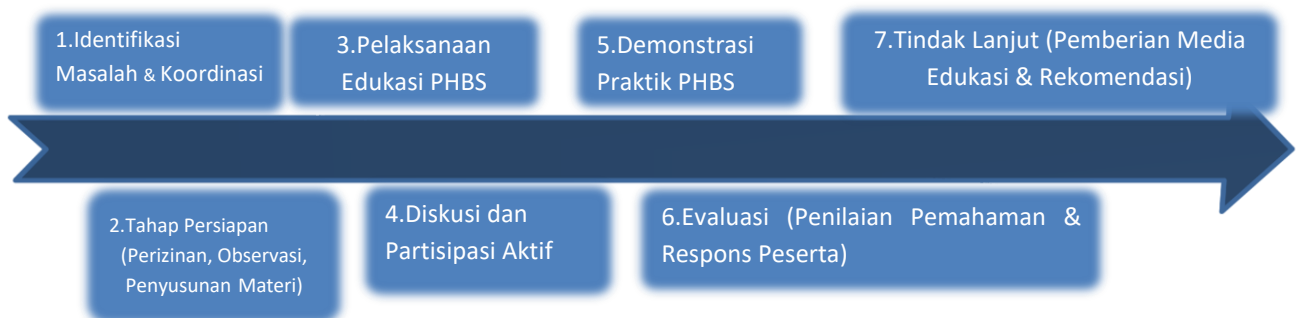 1.Identifikasi
Masalah & Koordinasi
2.Tahap Persiapan
(Perizinan, Observasi,
Penyusunan Materi)
3.Pelaksanaan
Edukasi PHBS
4.Diskusi dan
Partisipasi Aktif
5.Demonstrasi
Praktik PHBS
6.Evaluasi (Penilaian Pemahaman &
Respons Peserta)
7.Tindak Lanjut (Pemberian Media
Edukasi & Rekomendasi)